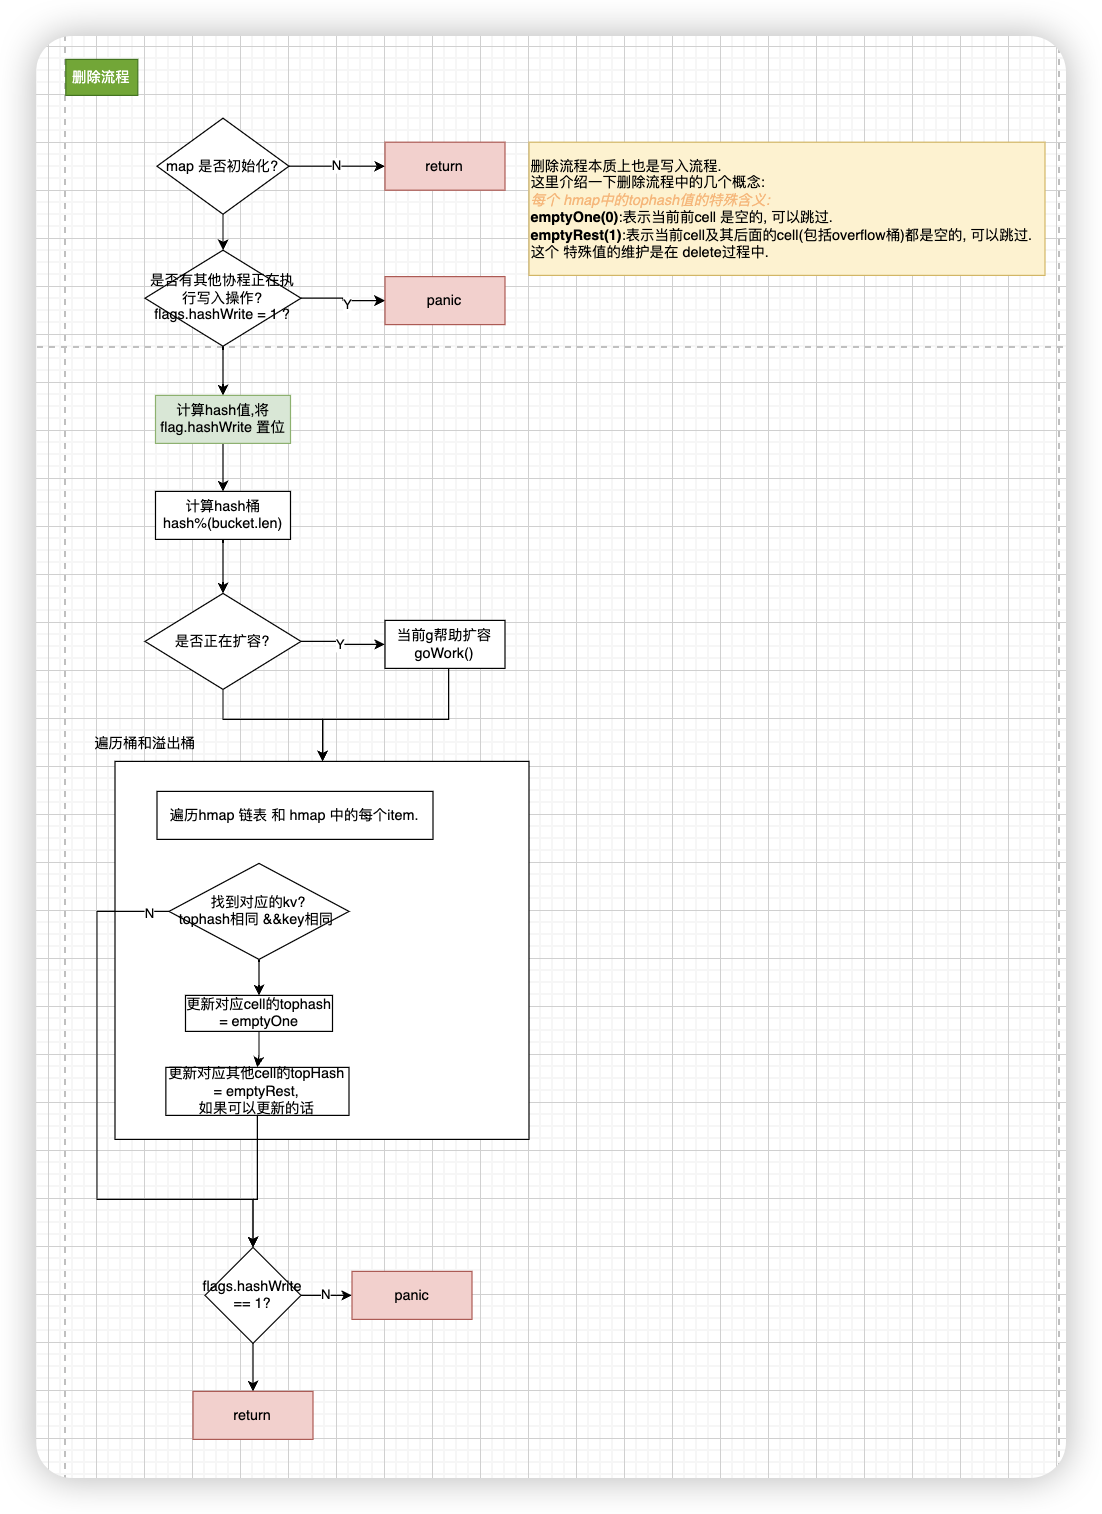 删除流程
map 是否初始化?
N
return
删除流程本质上也是写入流程.
这里介绍一下删除流程中的几个概念:
每个 hmap中的tophash值的特殊含义:
emptyOne(0):表示当前前cell 是空的, 可以跳过.
emptyRest(1):表示当前cell及其后面的cell(包括overflow桶)都是空的, 可以跳过.
这个 特殊值的维护是在 delete过程中.
是否有其他协程正在执
行写入操作?
flags.hashWrite = 1 ?
Y
panic
计算hash值,将
flag.hashWrite 置位
计算hash桶
hash%(bucket.len)
是否正在扩容?
Y
当前g帮助扩容
goWork()
遍历桶和溢出桶
遍历hmap 链表 和 hmap 中的每个item.
找到对应的kv?
tophash相同 &&key相同
N
更新对应cell的tophash
= emptyOne
更新对应其他cell的topHash
= emptyRest,
如果可以更新的话
flags.hashWrite
== 1?
N
panic
return